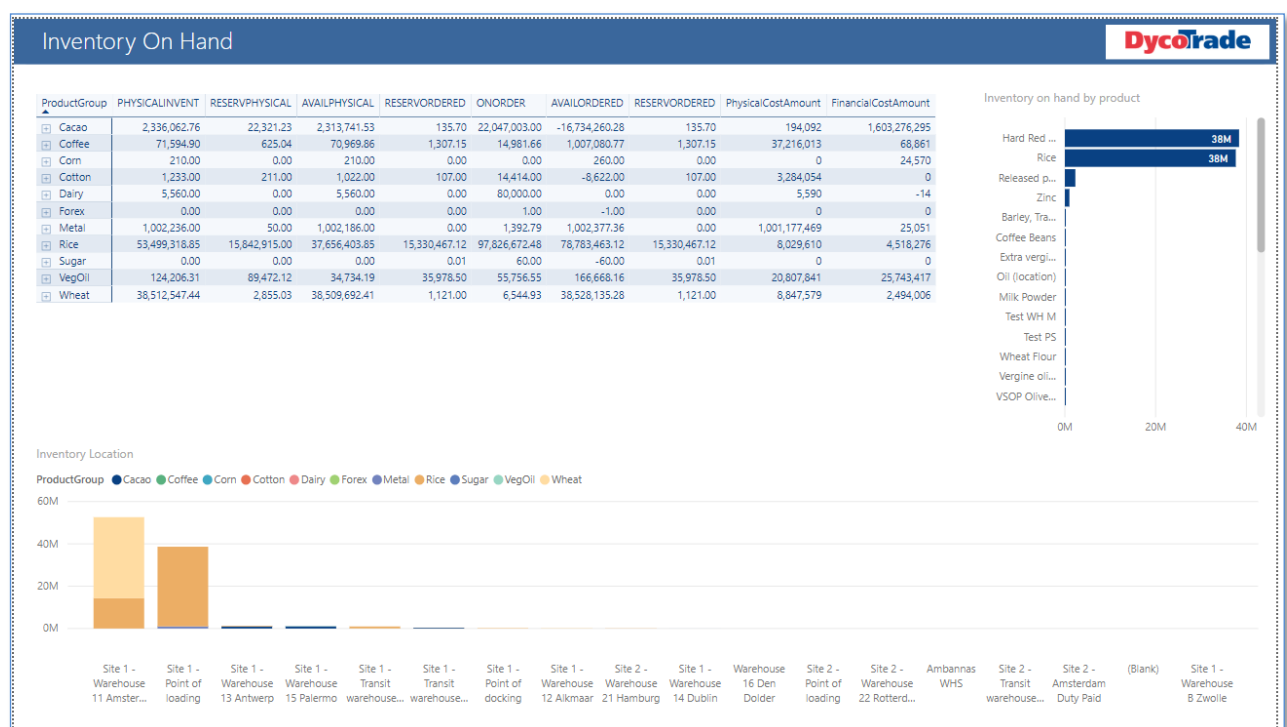 Inventory On Hand
DycoTrade
ProductGroup PHYSICALINVENT RESERVPHYSICAL AVAILPHYSICAL RESERVORDERED ONORDER AVAILORDERED RESERVORDERED PhysicalCostAmount FinancialCostAmount
Cacao 2,336,062.76 22,321.23 2,313,741.53 135.70 22,047,003.00 -16,734,260.28 135.70 194,092 1,603,276,295
Coffee 71,594.90 625.04 70,969.86 1,307.15 14,981.66 1,007,080.77 1,307.15 37,216,013 68,861
Corn 210.00 0.00 210.00 0.00 0.00 260.00 0.00 0 24,570
Cotton 1,233.00 211.00 1,022.00 107.00 14,414.00 -8,622.00 107.00 3,284,054 0
Dairy 5,560.00 0.00 5,560.00 0.00 80,000.00 0.00 0.00 5,590 -14
Forex 0.00 0.00 0.00 0.00 1.00 -1.00 0.00 0 0
Metal 1,002,236.00 50.00 1,002,186.00 0.00 1,392.79 1,002,377.36 0.00 1,001,177,469 25,051
Rice 53,499,318.85 15,842,915.00 37,656,403.85 15,330,467.12 97,826,672.48 78,783,463.12 15,330,467.12 8,029,610 4,518,276
Sugar 0.00 0.00 0.00 0.01 60.00 -60.00 0.01 0 0
VegOil 124,206.31 89,472.12 34,734.19 35,978.50 55,756.55 166,668.16 35,978.50 20,807,841 25,743,417
Wheat 38,512,547.44 2,855.03 38,509,692.41 1,121.00 6,544.93 38,528,135.28 1,121.00 8,847,579 2,494,006
Inventory on hand by product
Hard Red ... 38M
Rice 38M
Released p...
Zinc
Barley, Tra...
Coffee Beans
Extra vergi...
Oil (location)
Milk Powder
Test WH M
Test PS
Wheat Flour
Vergine oli...
VSOP Olive...
0M 20M 40M
Inventory Location
ProductGroup Cacao Coffee Corn Cotton Dairy Forex Metal Rice Sugar VegOil Wheat
60M
40M
20M
0M
Site 1 - Site 1 - Site 1 - Site 1 - Site 1 - Site 1 - Site 1 - Site 1 - Site 2 - Site 1 - Warehouse Site 2 - Site 2 - Ambannas Site 2 - Site 2 - (Blank) Site 1 -
Warehouse Point of Warehouse Warehouse Transit Transit Point of Warehouse Warehouse Warehouse 16 Den Point of Warehouse WHS Transit Amsterdam Warehouse
11 Amster... loading 13 Antwerp 15 Palermo warehouse... warehouse... docking 12 Alkmaar 21 Hamburg 14 Dublin Dolder loading 22 Rotterd... warehouse... Duty Paid B Zwolle